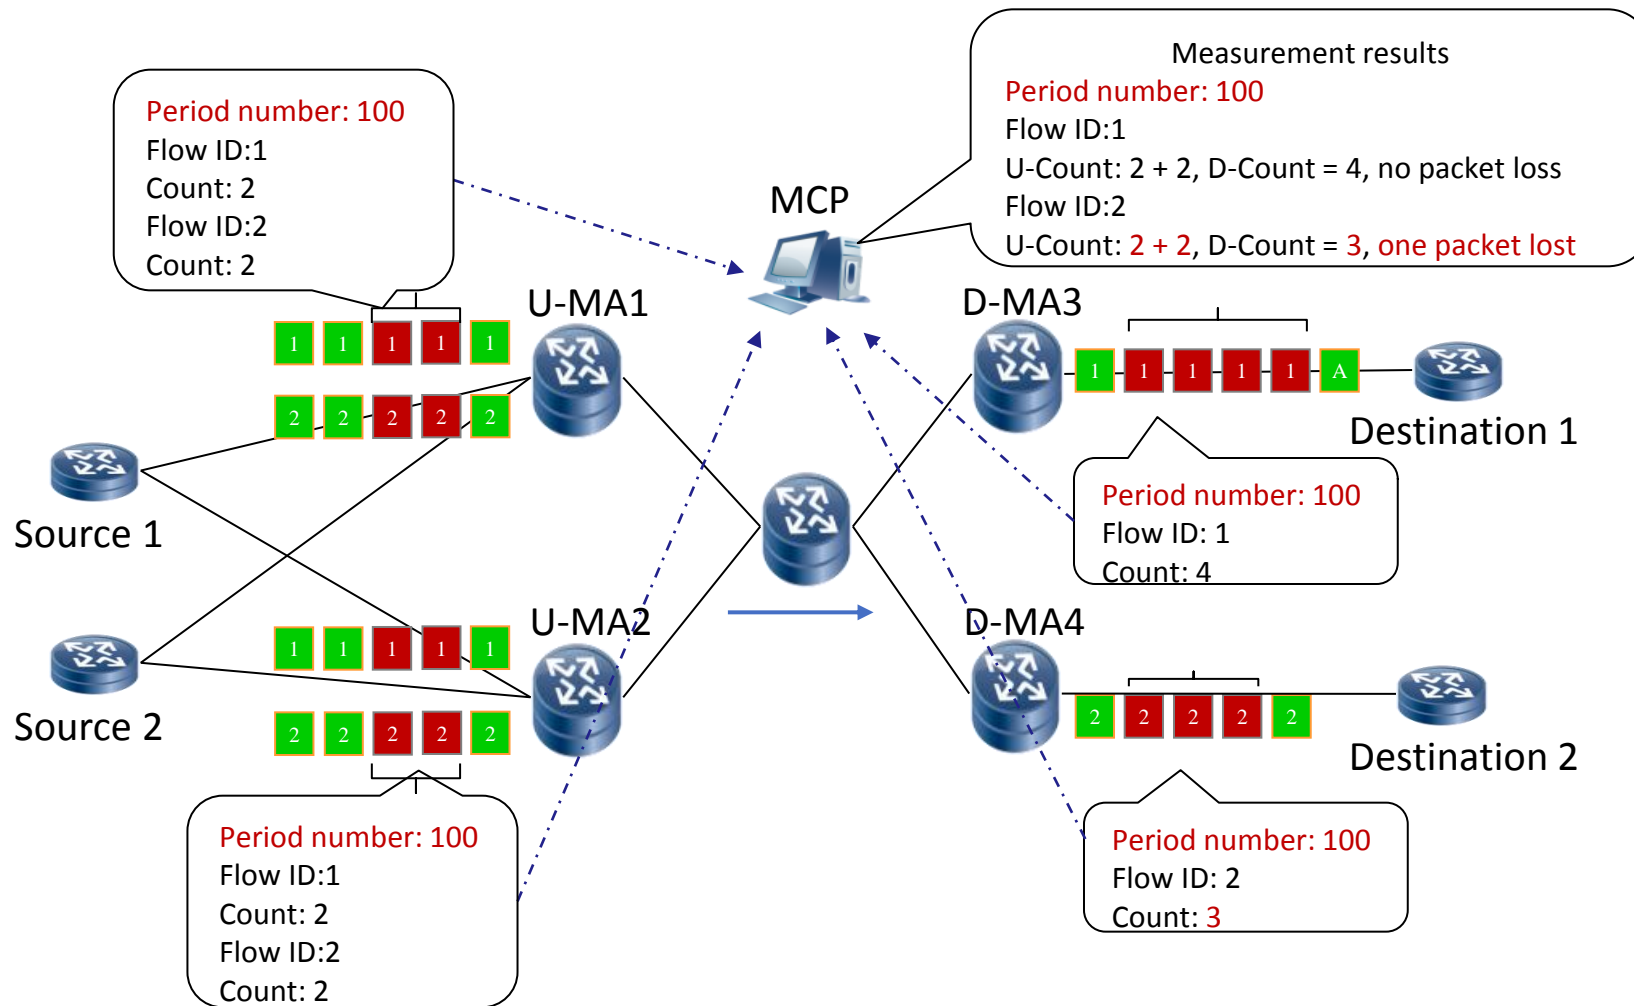 Measurement results
Period number: 100
Flow ID:1
U-Count: 2 + 2, D-Count = 4, no packet loss
Flow ID:2
U-Count: 2 + 2, D-Count = 3, one packet lost
Period number: 100
Flow ID:1
Count: 2
Flow ID:2
Count: 2
MCP
U-MA1
D-MA3
1 1 1 1 1
1 1 1 1 1 A
2 2 2 2 2
Destination 1
Source 1
Period number: 100
Flow ID: 1
Count: 4
U-MA2
D-MA4
1 1 1 1 1
Source 2
2 2 2 2 2
2 2 2 2 2
Destination 2
Period number: 100
Flow ID:1
Count: 2
Flow ID:2
Count: 2
Period number: 100
Flow ID: 2
Count: 3